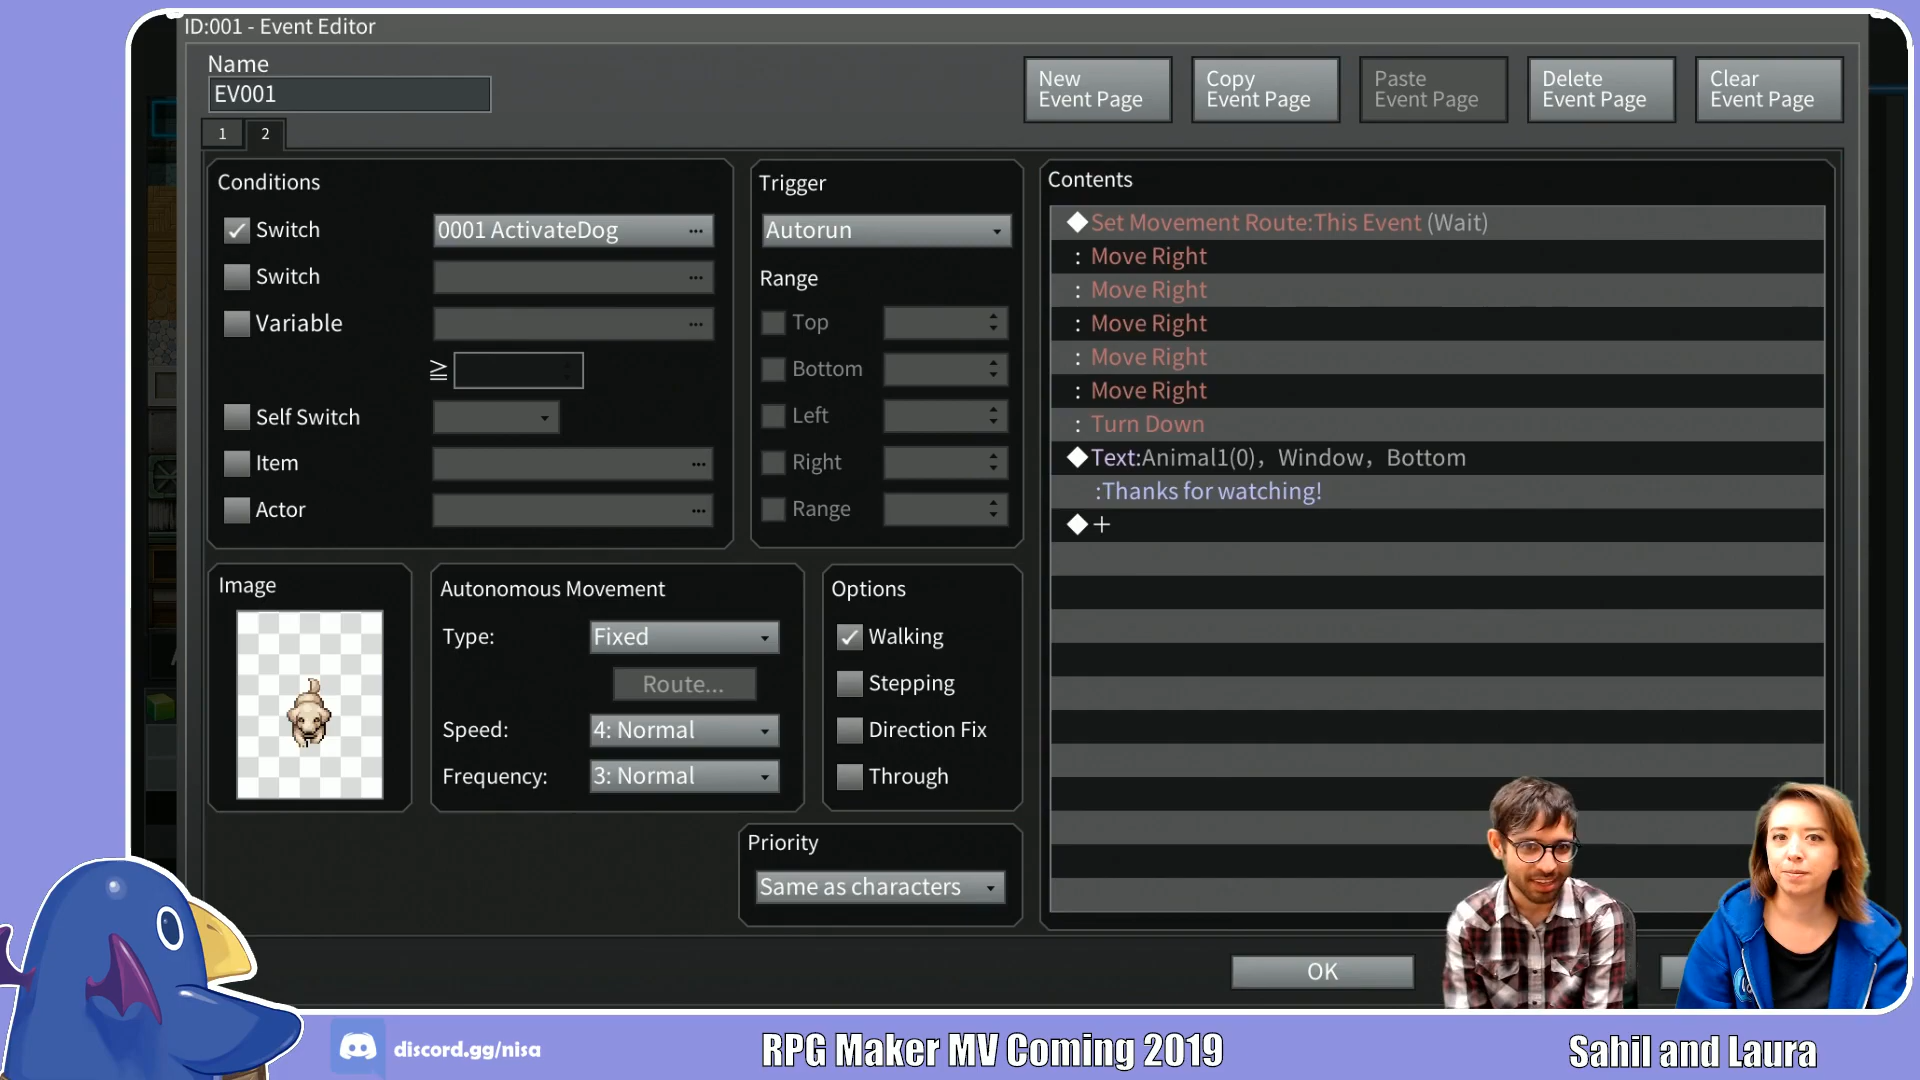 ID:001 - Event Editor
Name
EV001
New
Event Page
Copy
Event Page
Paste
Event Page
Delete
Event Page
Clear
Event Page
1
2
Conditions
Switch
0001 ActivateDog ...
Switch
...
Variable
...
≧
Self Switch
Item
...
Actor
...
Trigger
Autorun
Range
Top
Bottom
Left
Right
Range
Contents
◆Set Movement Route:This Event (Wait)
: Move Right
: Move Right
: Move Right
: Move Right
: Move Right
: Turn Down
◆Text:Animal1(0), Window, Bottom
:Thanks for watching!
◆+
Image
Autonomous Movement
Type:
Fixed
Route...
Speed:
4: Normal
Frequency:
3: Normal
Options
Walking
Stepping
Direction Fix
Through
Priority
Same as characters
OK
discord.gg/nisa
RPG Maker MV Coming 2019
Sahil and Laura